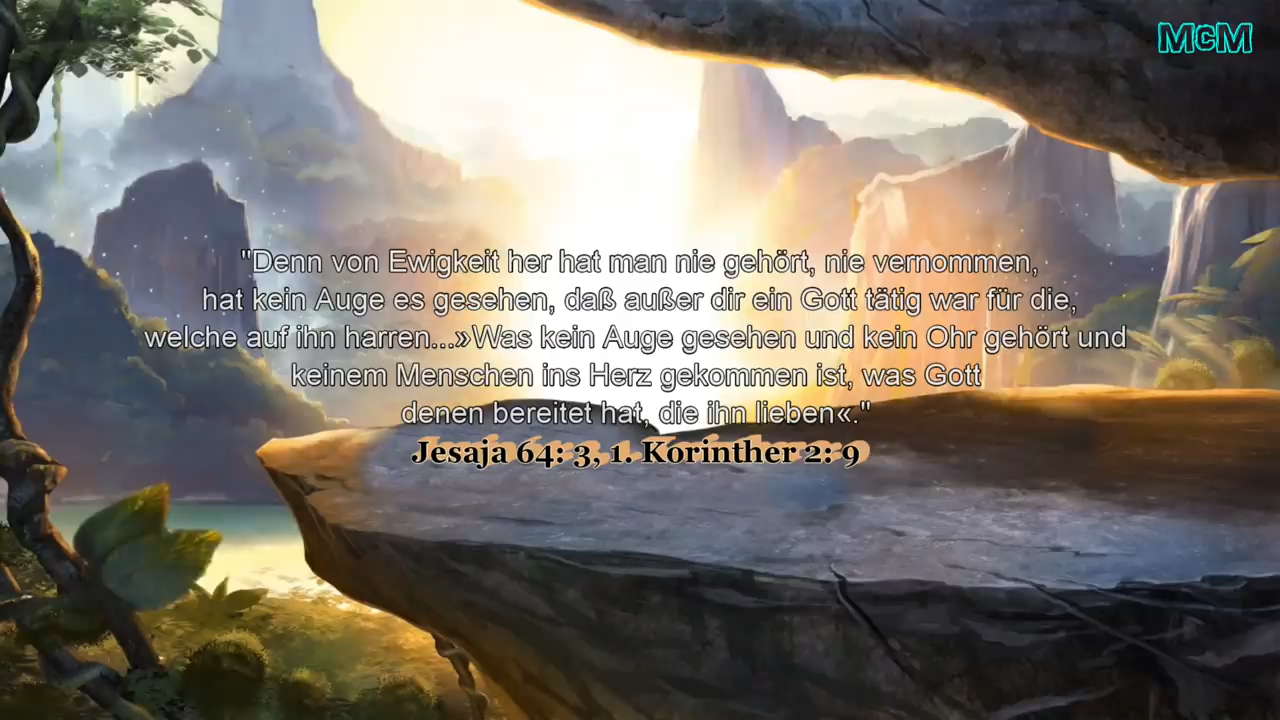 McM
"Denn von Ewigkeit her hat man nie gehört, nie vernommen,
hat kein Auge es gesehen, daß außer dir ein Gott tätig war für die,
welche auf ihn harren...»Was kein Auge gesehen und kein Ohr gehört und
keinem Menschen ins Herz gekommen ist, was Gott
denen bereitet hat, die ihn lieben«."
Jesaja 64: 3, 1. Korinther 2: 9